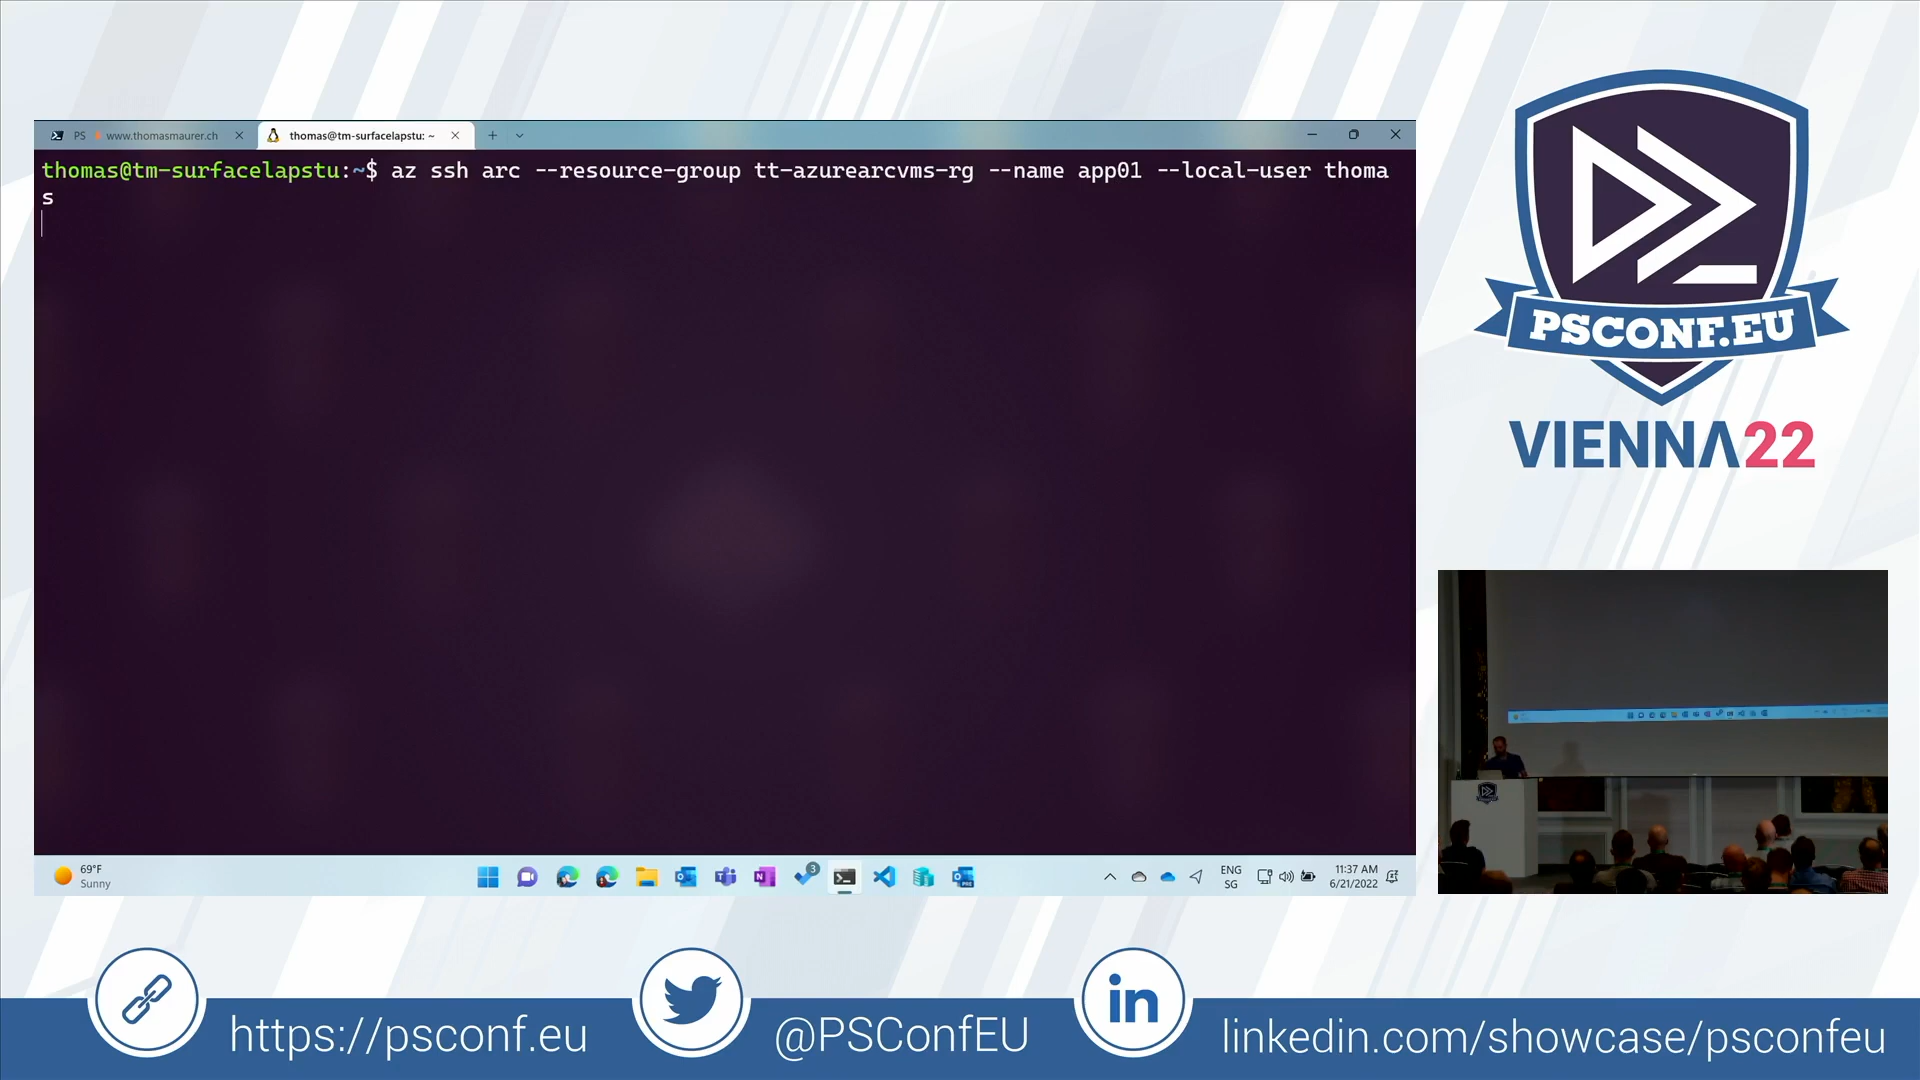 PS www.thomasmaurer.ch
thomas@tm-surfacelapstu: ~
thomas@tm-surfacelapstu:~$ az ssh arc --resource-group tt-azurearcvms-rg --name app01 --local-user thoma
s
69°F
Sunny
3
ENG
SG
11:37 AM
6/21/2022
PSCONF.EU
VIENNA22
https://psconf.eu
@PSConfEU
in
linkedin.com/showcase/psconfeu